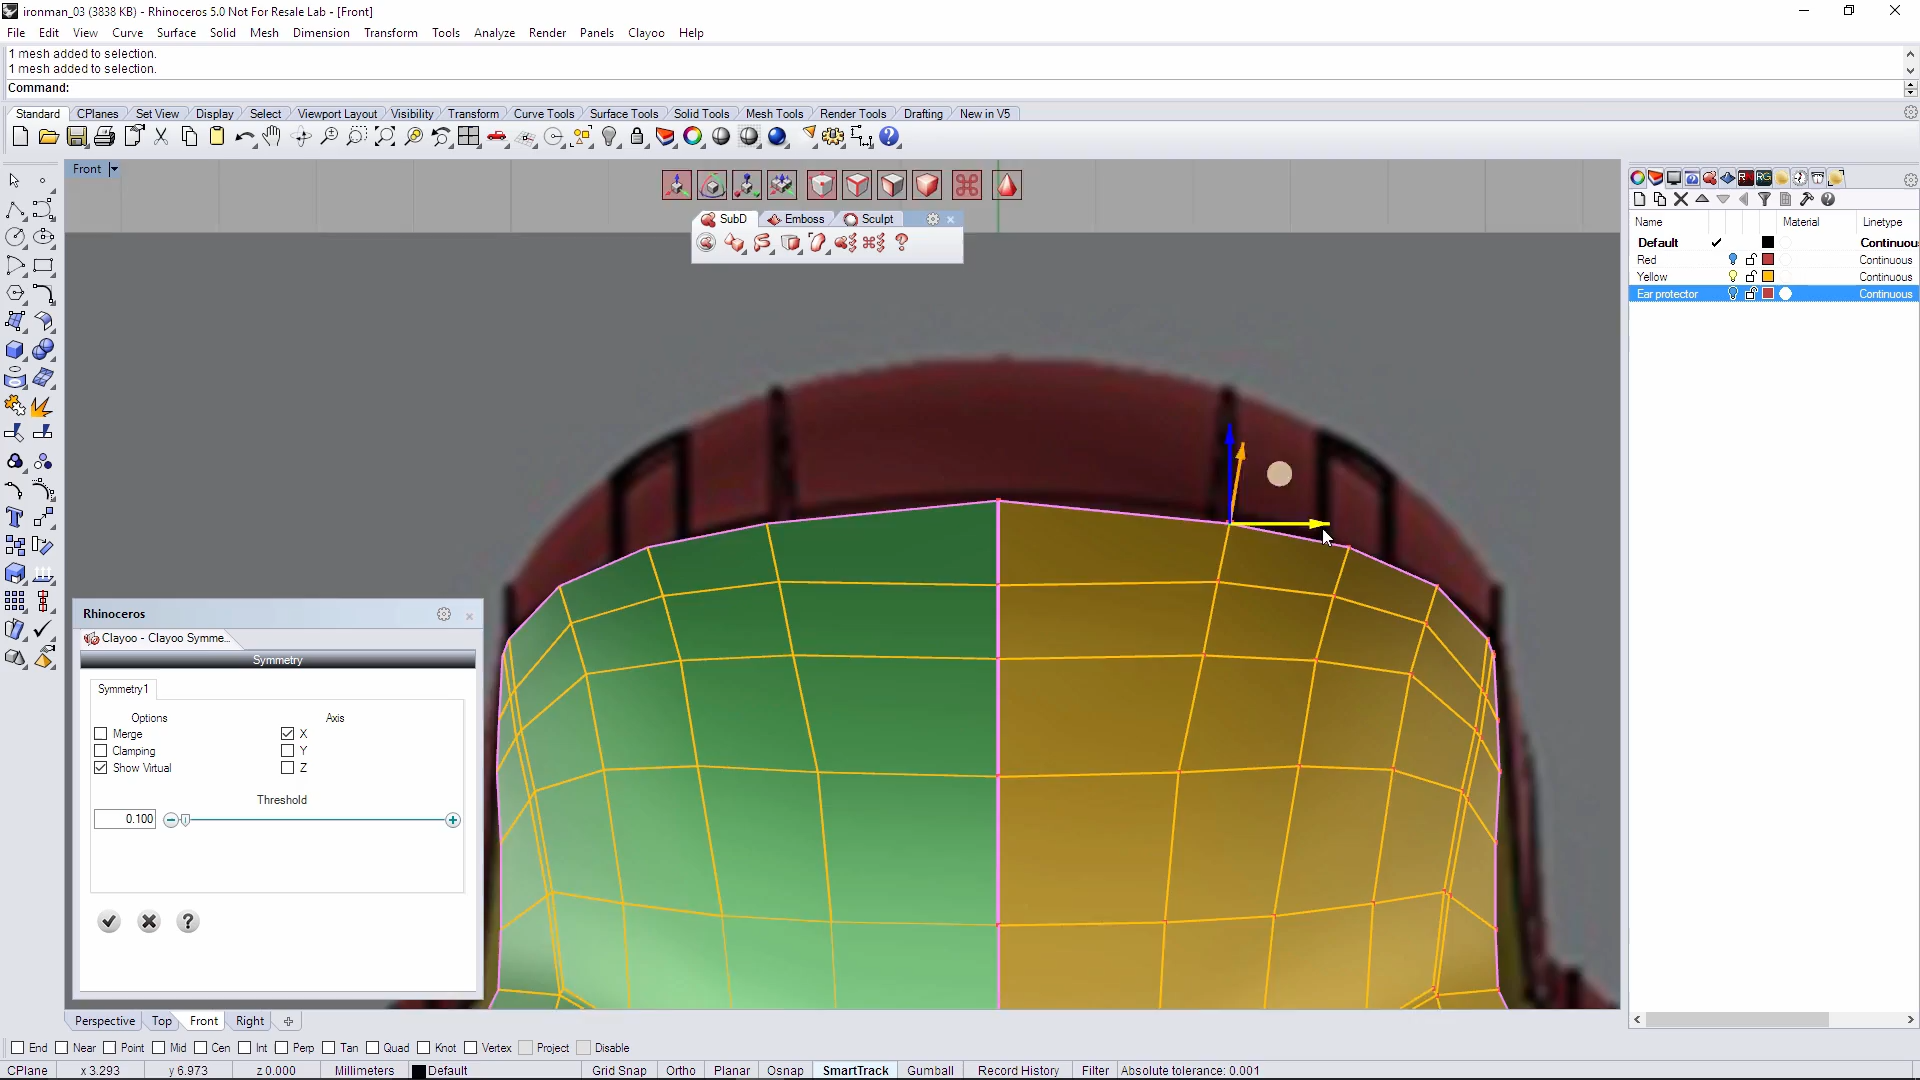 ironman_03 (3838 KB) - Rhinoceros 5.0 Not For Resale Lab - [Front]
File Edit View Curve Surface Solid Mesh Dimension Transform Tools Analyze Render Panels Clayoo Help
1 mesh added to selection.
1 mesh added to selection.
Command:
Standard CPlanes Set View Display Select Viewport Layout Visibility Transform Curve Tools Surface Tools Solid Tools Mesh Tools Render Tools Drafting New in V5
Front
SubD Emboss Sculpt
Name Material Linetype
Default Continuou
Red Continuous
Yellow Continuous
Ear protector Continuous
Rhinoceros
Clayoo - Clayoo Symme...
Symmetry
Symmetry1
Options Axis
Merge X
Clamping Y
Show Virtual Z
Threshold
0.100
Perspective Top Front Right
End Near Point Mid Cen Int Perp Tan Quad Knot Vertex Project Disable
CPlane x 3.293 y 6.973 z 0.000 Millimeters Default Grid Snap Ortho Planar Osnap SmartTrack Gumball Record History Filter Absolute tolerance: 0.001